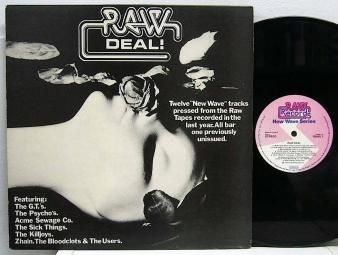 RAW
DEAL!
Twelve "New Wave" tracks
pressed from the Raw
Tapes recorded in the
last year. All bar
one previously
unissued.
Featuring:
The G.T.'s.
The Psycho's.
Acme Sewage Co.
The Sick Things.
The Killjoys.
Zhain. The Bloodclots & The Users.
RAW
Records
New Wave Series